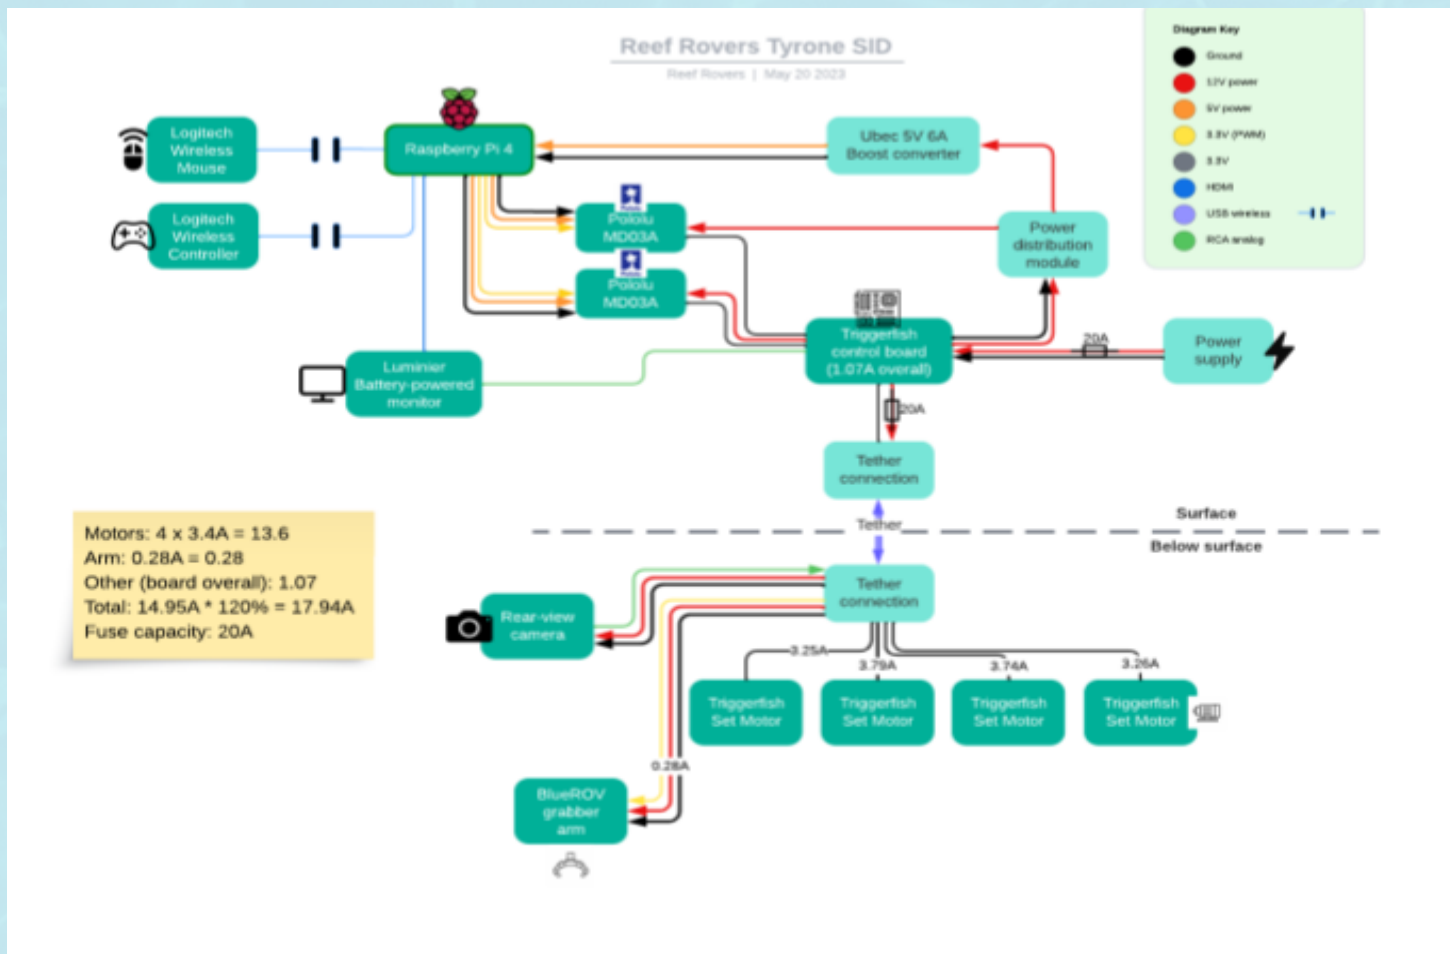 Reef Rovers Tyrone SID
Reef Rovers | May 20 2023
Diagram Key
Ground
12V power
5V power
3.3V (PWM)
3.3V
HDMI
USB wireless
RCA analog
Logitech
Wireless
Mouse
Raspberry Pi 4
Ubec 5V 6A
Boost converter
Logitech
Wireless
Controller
Pololu
Pololu
MD03A
Pololu
Pololu
MD03A
Power
distribution
module
Triggerfish
control board
(1.07A overall)
20A
Power
supply
Luminier
Battery-powered
monitor
20A
Tether
connection
Tether
Surface
Below surface
Motors: 4 x 3.4A = 13.6
Arm: 0.28A = 0.28
Other (board overall): 1.07
Total: 14.95A * 120% = 17.94A
Fuse capacity: 20A
Tether
connection
Rear-view
camera
3.25A
3.79A
3.74A
3.26A
Triggerfish
Set Motor
Triggerfish
Set Motor
Triggerfish
Set Motor
Triggerfish
Set Motor
0.28A
BlueROV
grabber
arm